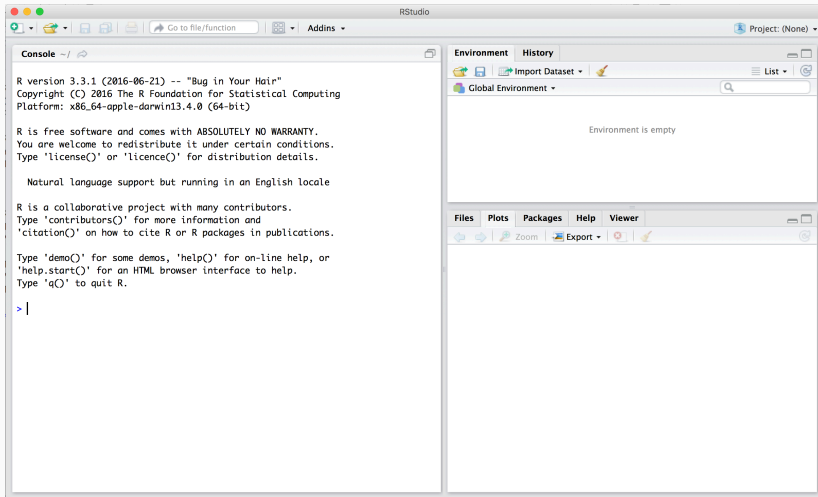 RStudio
Go to file/function
Addins
Project: (None)
Console ~/
R version 3.3.1 (2016-06-21) -- "Bug in Your Hair"
Copyright (C) 2016 The R Foundation for Statistical Computing
Platform: x86_64-apple-darwin13.4.0 (64-bit)
R is free software and comes with ABSOLUTELY NO WARRANTY.
You are welcome to redistribute it under certain conditions.
Type 'license()' or 'licence()' for distribution details.
Natural language support but running in an English locale
R is a collaborative project with many contributors.
Type 'contributors()' for more information and
'citation()' on how to cite R or R packages in publications.
Type 'demo()' for some demos, 'help()' for on-line help, or
'help.start()' for an HTML browser interface to help.
Type 'q()' to quit R.
>
Environment History
Import Dataset List
Global Environment
Environment is empty
Files Plots Packages Help Viewer
Zoom Export